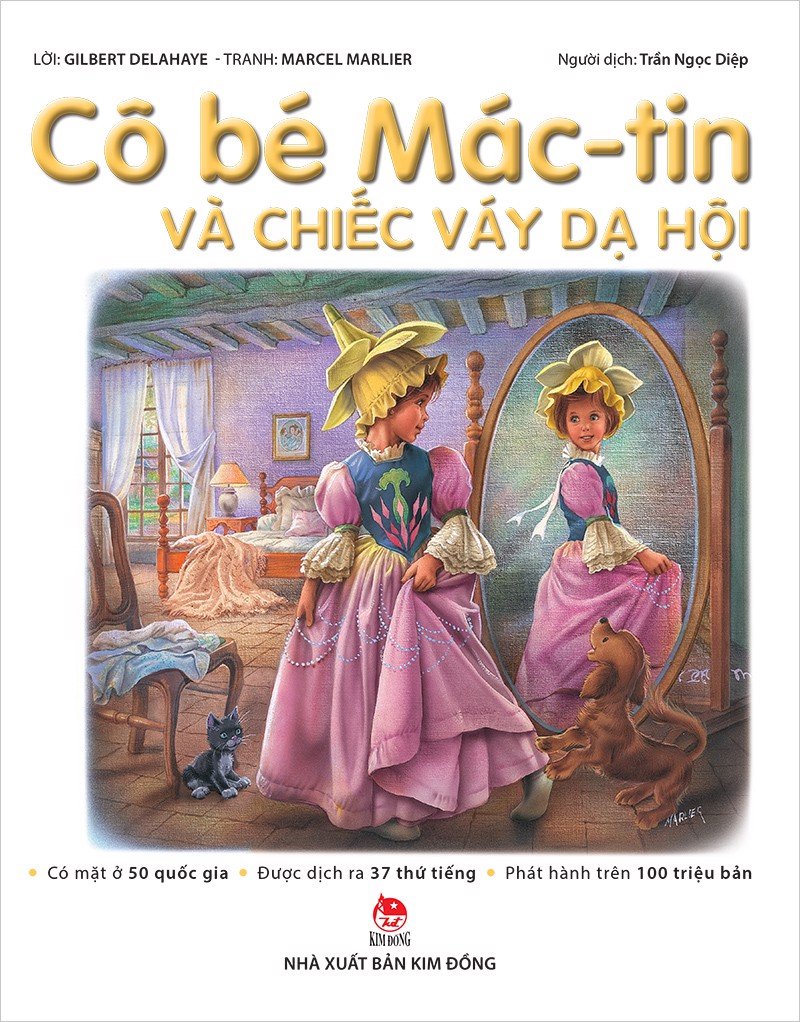 LỜI: GILBERT DELAHAYE - TRANH: MARCEL MARLIER Người dịch: Trần Ngọc Diệp
Cô bé Mác-tin
VÀ CHIẾC VÁY DẠ HỘI
MARLIER
• Có mặt ở 50 quốc gia • Được dịch ra 37 thứ tiếng • Phát hành trên 100 triệu bản
KIM ĐỒNG
NHÀ XUẤT BẢN KIM ĐỒNG